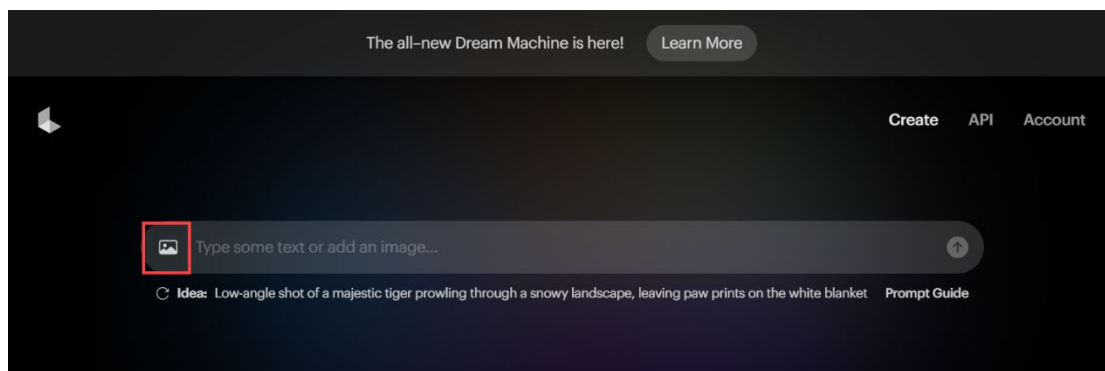 The all-new Dream Machine is here! Learn More
Create API Account
Type some text or add an image...
Idea: Low-angle shot of a majestic tiger prowling through a snowy landscape, leaving paw prints on the white blanket Prompt Guide